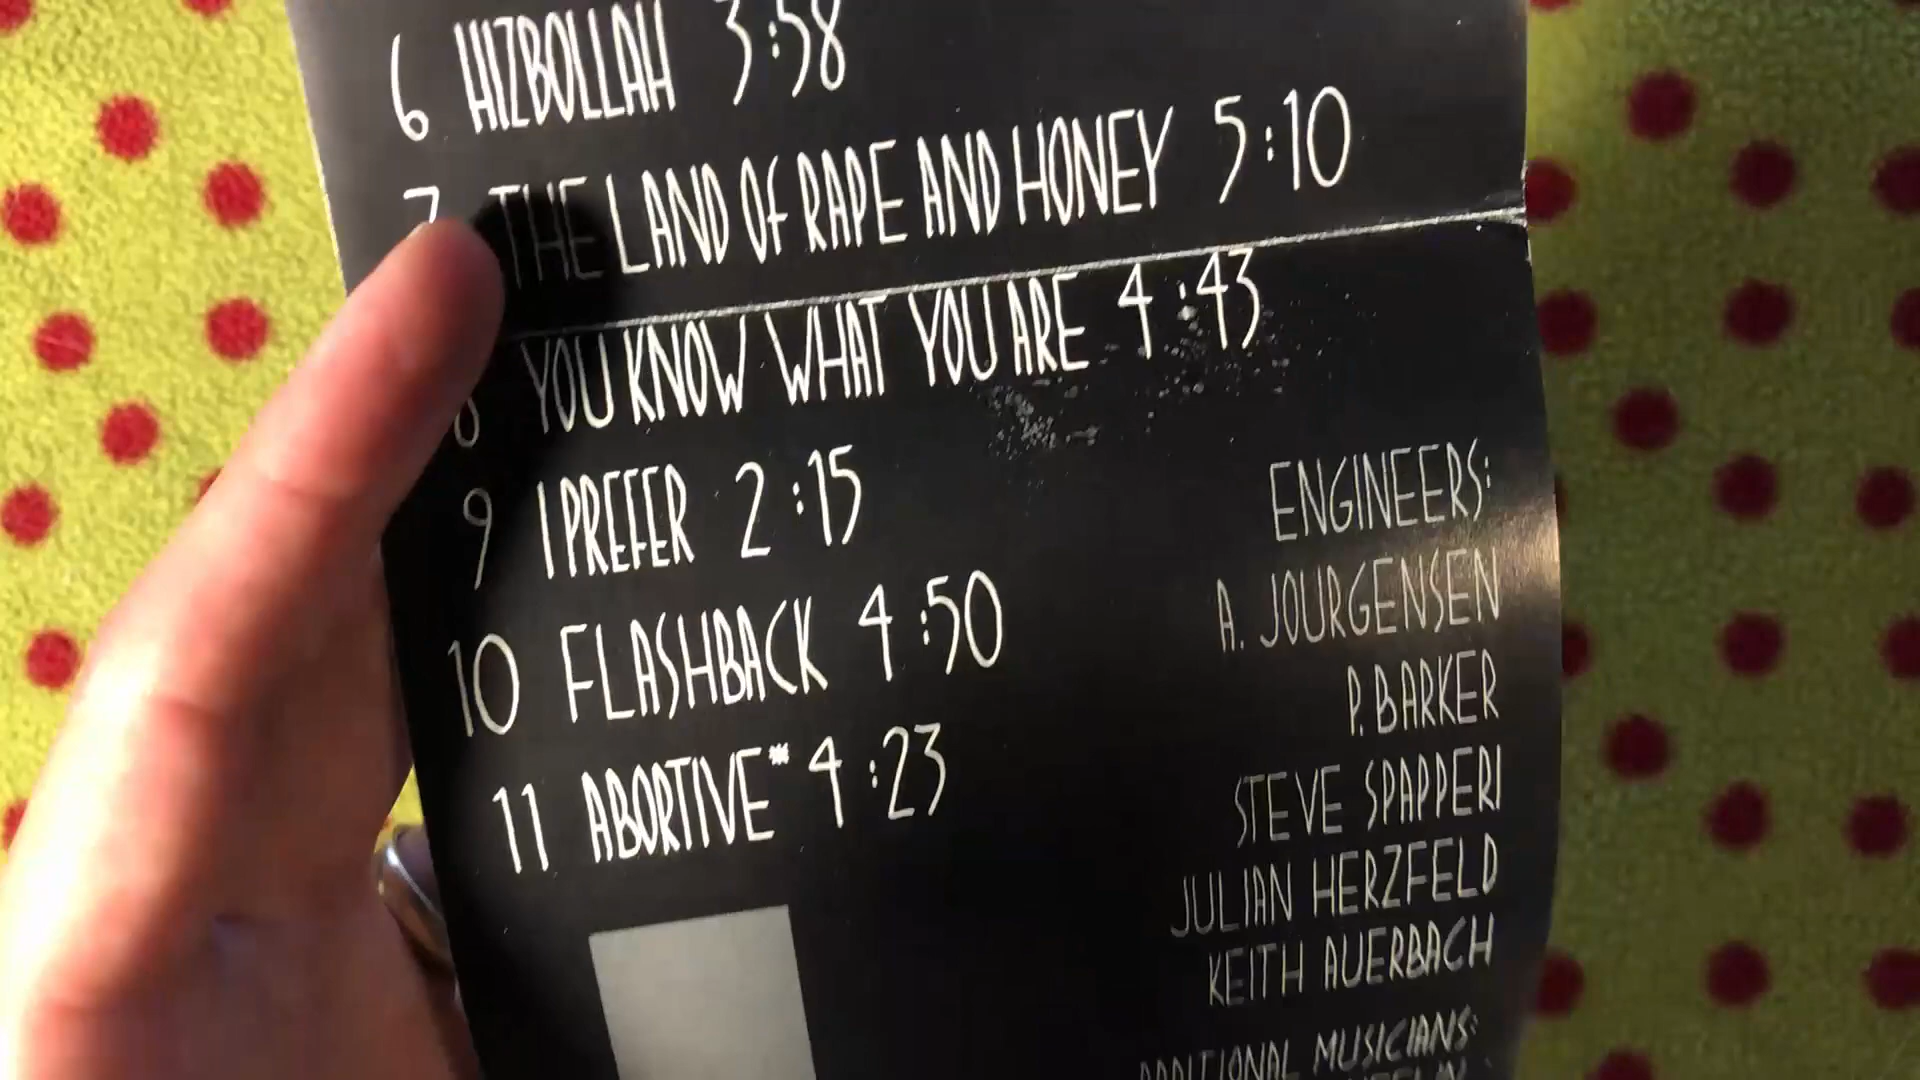 6 HIZBOLLAH 3:58
7 THE LAND OF RAPE AND HONEY 5:10
8 YOU KNOW WHAT YOU ARE 4:43
9 I PREFER 2:15
10 FLASHBACK 4:50
11 ABORTIVE* 4:23
ENGINEERS:
A. JOURGENSEN
P. BARKER
STEVE SPAPPERI
JULIAN HERZFELD
KEITH AUERBACH
ADDITIONAL MUSICIANS: